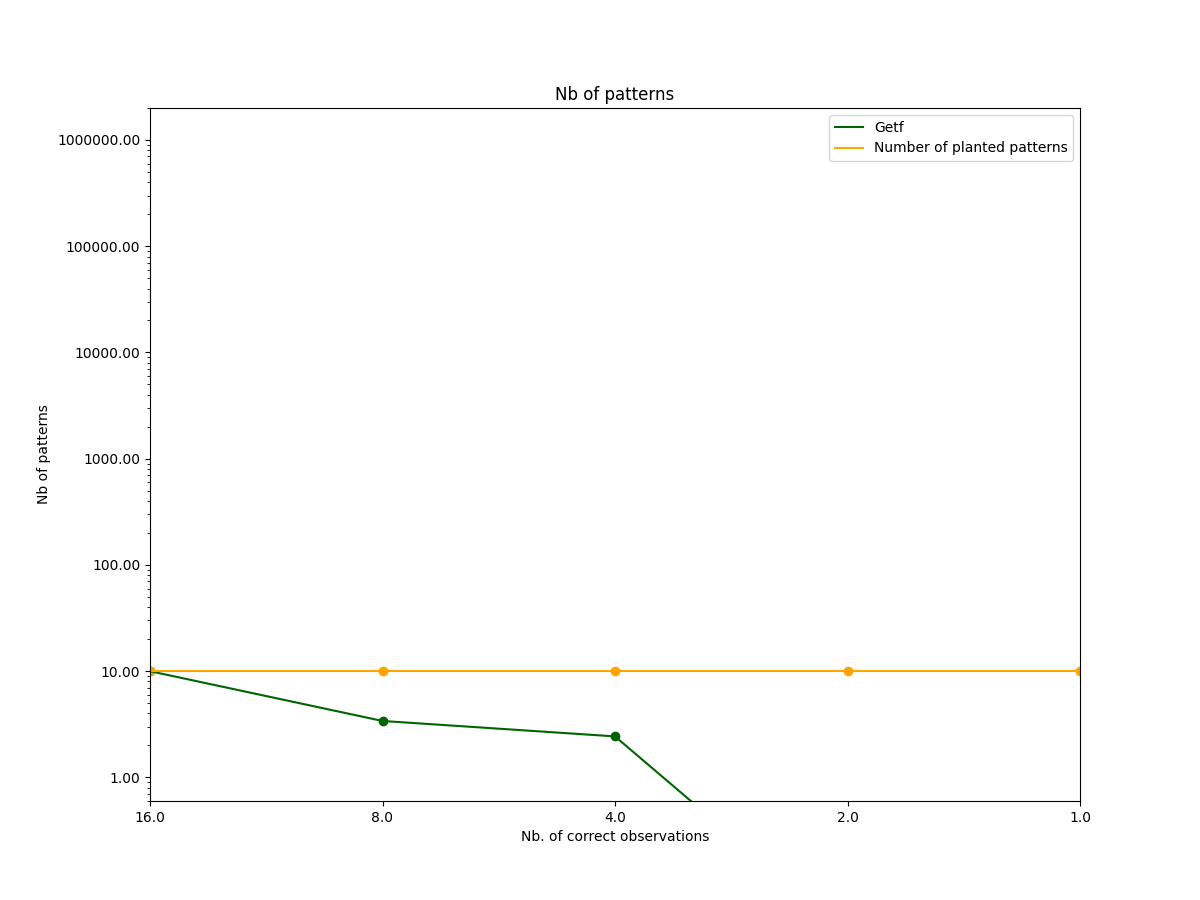 Nb of patterns
Getf
Number of planted patterns
1000000.00
100000.00
10000.00
1000.00
100.00
10.00
1.00
Nb of patterns
16.0 8.0 4.0 2.0 1.0
Nb. of correct observations